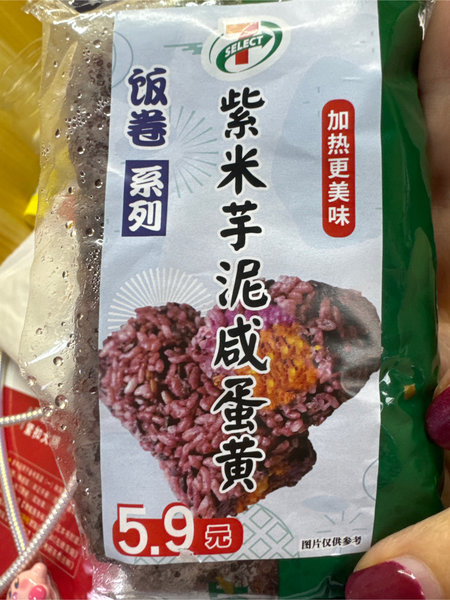 7
SELECT
饭卷
系列
紫米芋泥咸蛋黄
加热更美味
5.9元
图片仅供参考